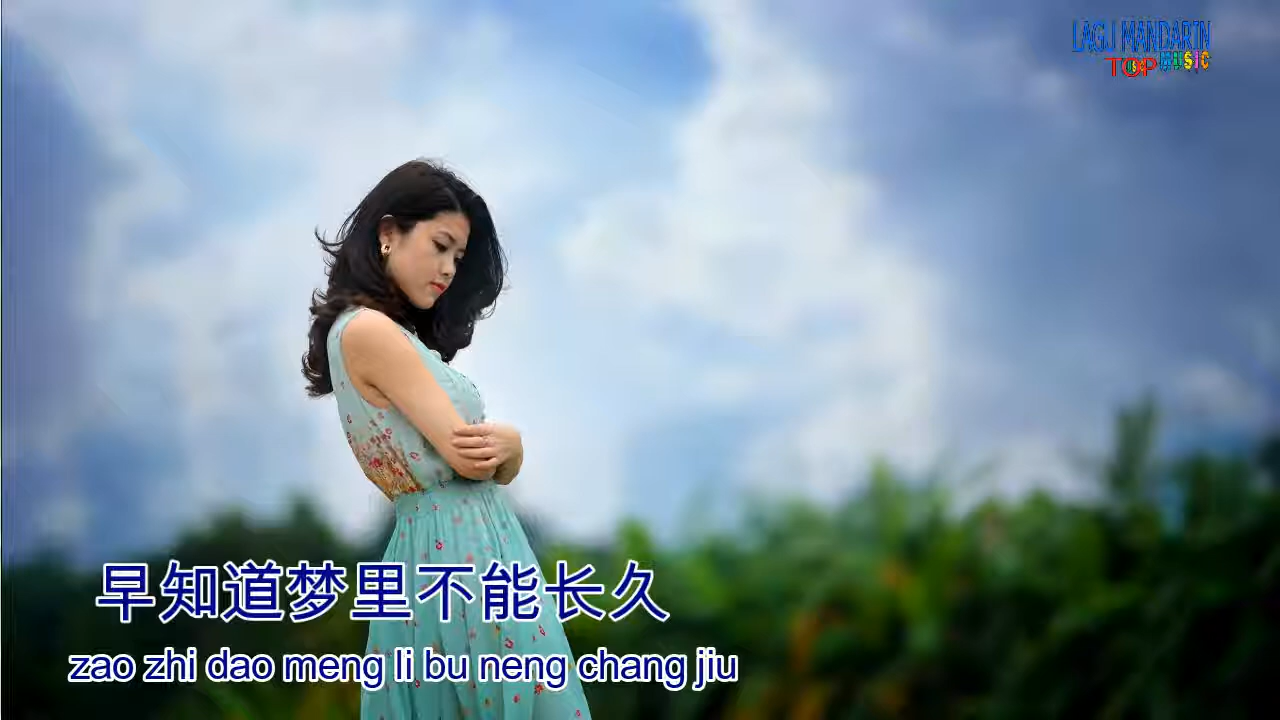 LAGU MANDARIN
TOP MUSIC
早知道梦里不能长久
zao zhi dao meng li bu neng chang jiu